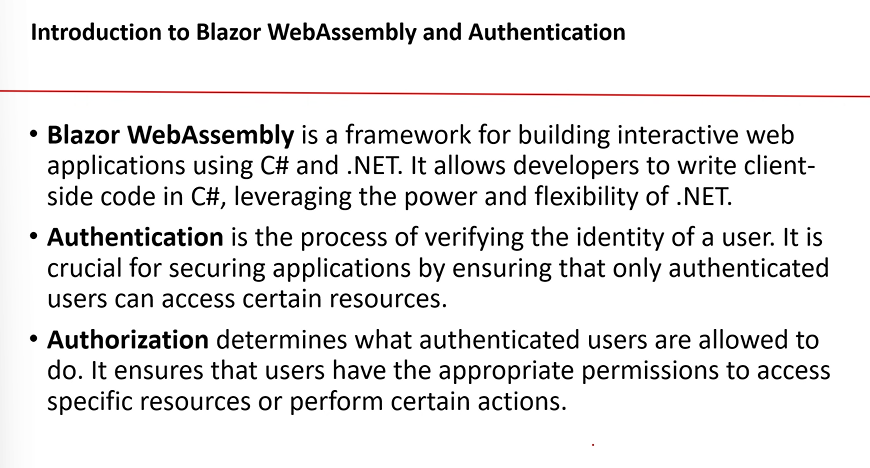 Introduction to Blazor WebAssembly and Authentication
• Blazor WebAssembly is a framework for building interactive web
applications using C# and .NET. It allows developers to write client-
side code in C#, leveraging the power and flexibility of .NET.
• Authentication is the process of verifying the identity of a user. It is
crucial for securing applications by ensuring that only authenticated
users can access certain resources.
• Authorization determines what authenticated users are allowed to
do. It ensures that users have the appropriate permissions to access
specific resources or perform certain actions.